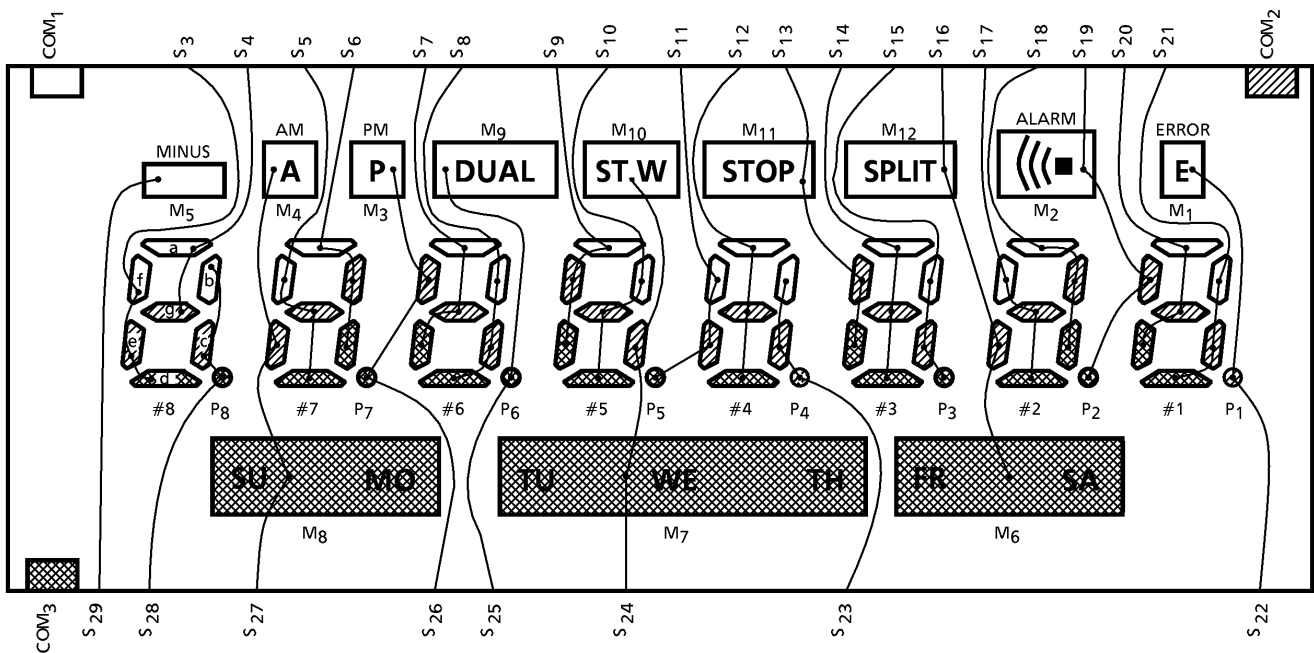 COM1 S3 S4 S5 S6 S7 S8 S9 S10 S11 S12 S13 S14 S15 S16 S17 S18 S19 S20 S21 COM2
MINUS AM PM M9 M10 M11 M12 ALARM ERROR
A P DUAL ST.W STOP SPLIT E
M5 M4 M3 M2 M1
a
f b
g
e c
d
#8 P8 #7 P7 #6 P6 #5 P5 #4 P4 #3 P3 #2 P2 #1 P1
SU MO TU WE TH FR SA
M8 M7 M6
COM3 S29 S28 S27 S26 S25 S24 S23 S22